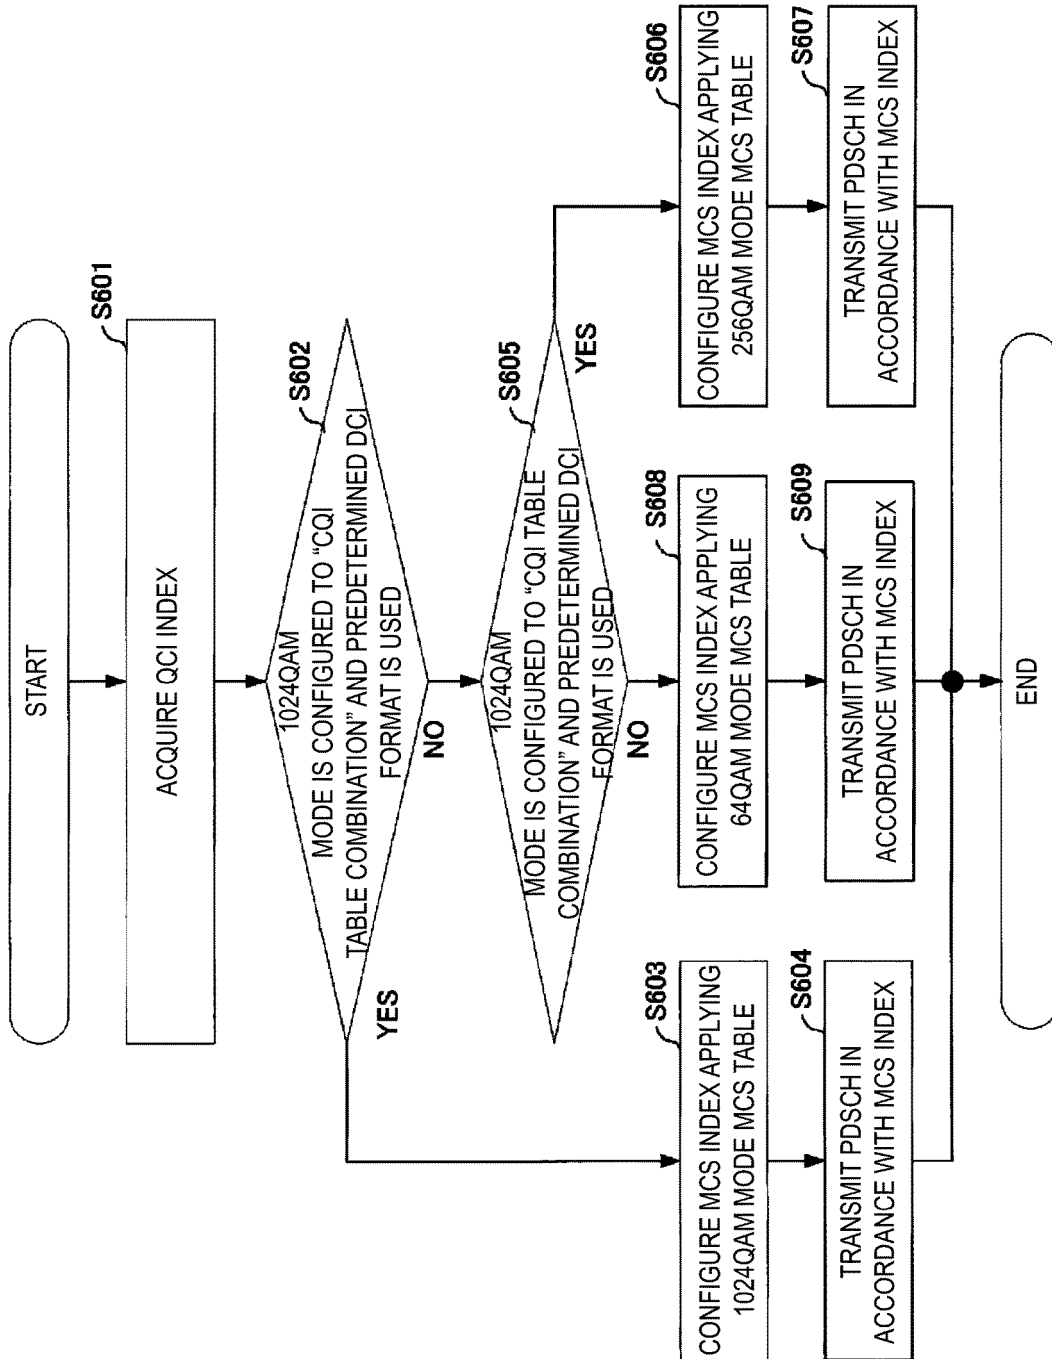 START
S601
ACQUIRE QCI INDEX
S602
1024QAM
MODE IS CONFIGURED TO “CQI
TABLE COMBINATION” AND PREDETERMINED DCI
FORMAT IS USED
YES
NO
S605
1024QAM
MODE IS CONFIGURED TO “CQI TABLE
COMBINATION” AND PREDETERMINED DCI
FORMAT IS USED
YES
NO
S603
CONFIGURE MCS INDEX APPLYING
1024QAM MODE MCS TABLE
S608
CONFIGURE MCS INDEX APPLYING
64QAM MODE MCS TABLE
S606
CONFIGURE MCS INDEX APPLYING
256QAM MODE MCS TABLE
S604
TRANSMIT PDSCH IN
ACCORDANCE WITH MCS INDEX
S609
TRANSMIT PDSCH IN
ACCORDANCE WITH MCS INDEX
S607
TRANSMIT PDSCH IN
ACCORDANCE WITH MCS INDEX
END